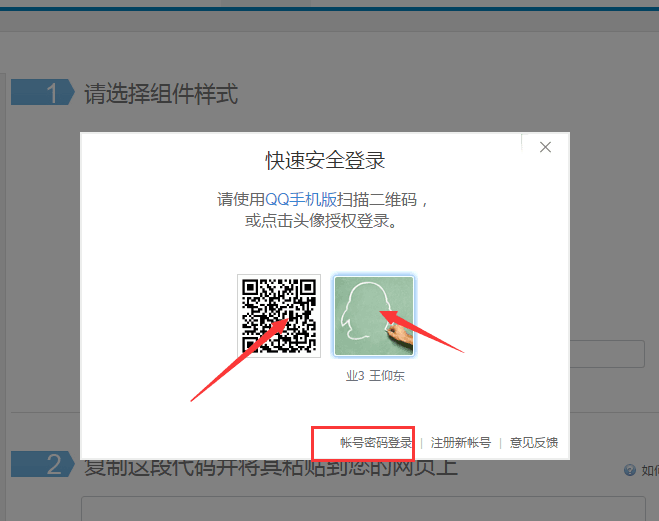 1 请选择组件样式
快速安全登录
请使用QQ手机版扫描二维码，
或点击头像授权登录。
业3 王仰东
帐号密码登录 | 注册新帐号 | 意见反馈
2 复制这段代码并将其粘贴到您的网页上
如何